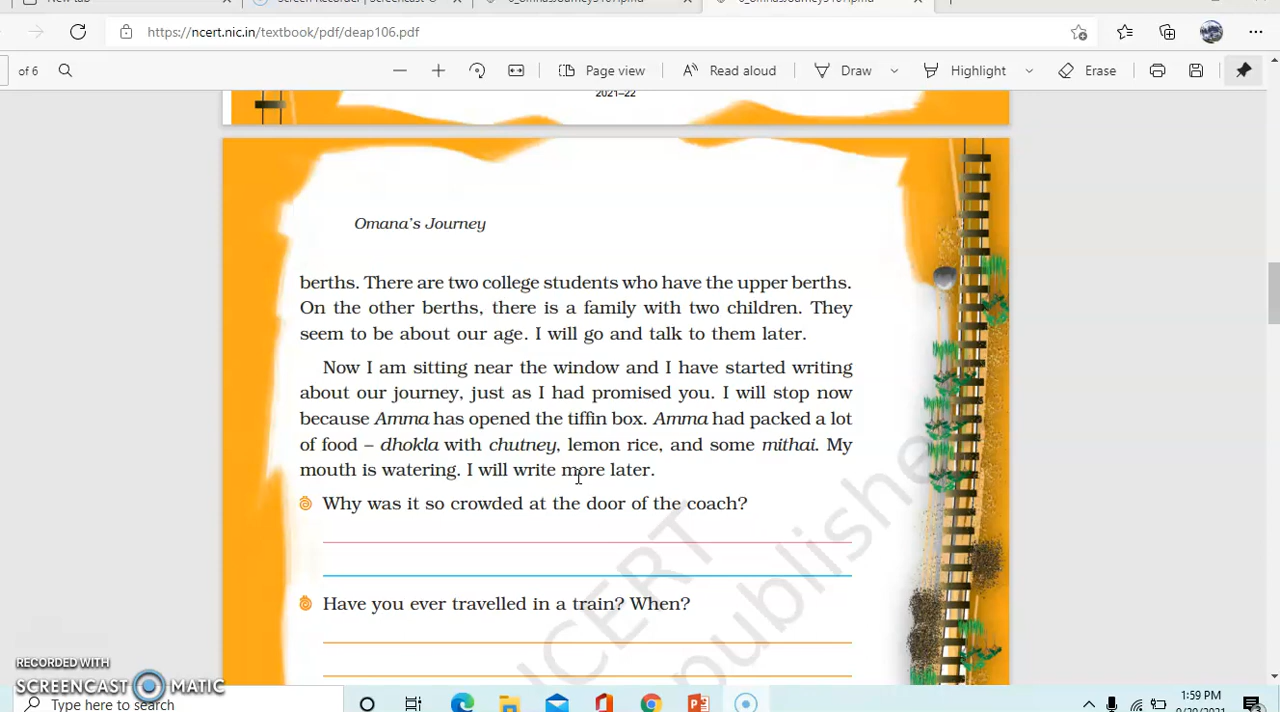 New tab
https://ncert.nic.in/textbook/pdf/deap106.pdf
of 6
Page view
Read aloud
Draw
Highlight
Erase
2021–22
Omana's Journey
berths. There are two college students who have the upper berths.
On the other berths, there is a family with two children. They
seem to be about our age. I will go and talk to them later.
Now I am sitting near the window and I have started writing
about our journey, just as I had promised you. I will stop now
because Amma has opened the tiffin box. Amma had packed a lot
of food – dhokla with chutney, lemon rice, and some mithai. My
mouth is watering. I will write more later.
Why was it so crowded at the door of the coach?
Have you ever travelled in a train? When?
NCERT
publishe
RECORDED WITH
SCREENCAST MATIC
Type here to search
1:59 PM